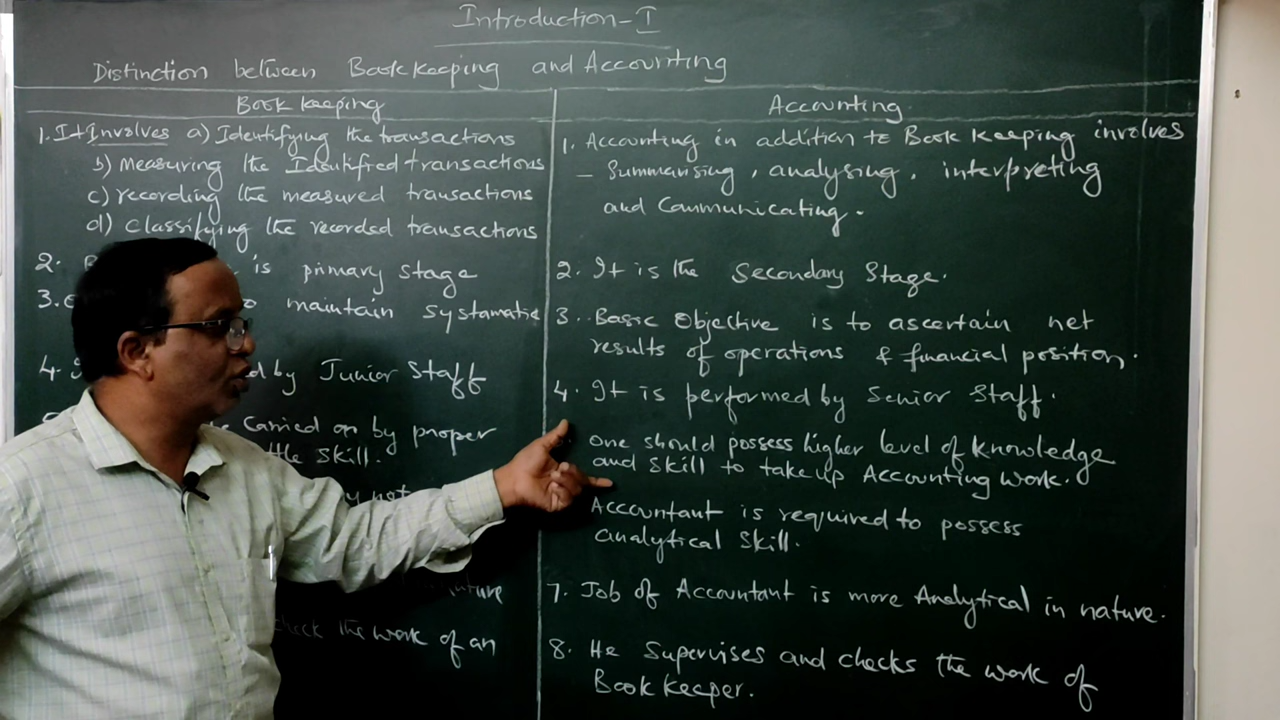 Introduction-I
Distinction between Book keeping and Accounting
Book keeping
1. It Involves a) Identifying the transactions
b) Measuring the Identified transactions
c) recording the measured transactions
d) Classifying the recorded transactions
2. is primary stage
3. to maintain systematic
4. by Junior Staff
carried on by proper
Skill.
check the work of an
Accounting.
1. Accounting in addition to Book keeping involves
- Summarising, analysing, interpreting
and Communicating.
2. It is the Secondary Stage.
3. Basic Objective is to ascertain net
results of operations & financial position.
4. It is performed by Senior Staff.
One should possess higher level of knowledge
and Skill to take up Accounting work.
Accountant is required to possess
analytical Skill.
7. Job of Accountant is more Analytical in nature.
8. He Supervises and checks the work of
Book keeper.